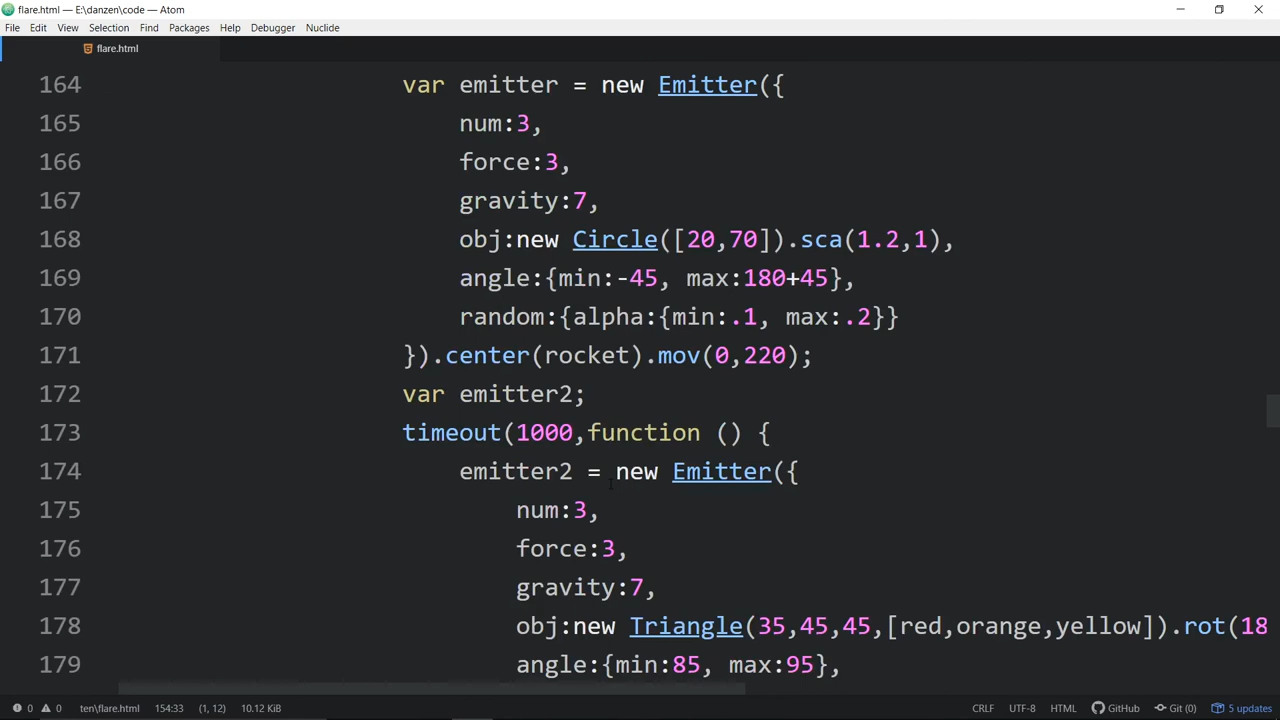 flare.html — E:\danzen\code — Atom
File Edit View Selection Find Packages Help Debugger Nuclide
flare.html
164 var emitter = new Emitter({
165 num:3,
166 force:3,
167 gravity:7,
168 obj:new Circle([20,70]).sca(1.2,1),
169 angle:{min:-45, max:180+45},
170 random:{alpha:{min:.1, max:.2}}
171 }).center(rocket).mov(0,220);
172 var emitter2;
173 timeout(1000,function () {
174 emitter2 = new Emitter({
175 num:3,
176 force:3,
177 gravity:7,
178 obj:new Triangle(35,45,45,[red,orange,yellow]).rot(18
179 angle:{min:85, max:95},
0 0 ten\flare.html 154:33 (1, 12) 10.12 KiB CRLF UTF-8 HTML GitHub Git (0) 5 updates